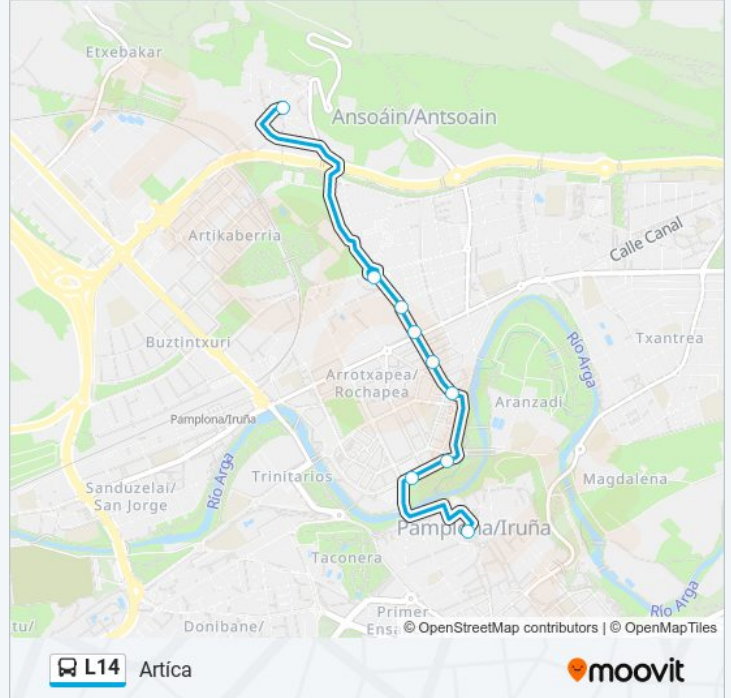 Etxebakar
Ansoáin/Antsoain
Artikaberria
Calle Canal
Buztintxuri
Río Arga
Txantrea
Arrotxapea/
Rochapea
Aranzadi
Pamplona/Iruña
Río Arga
Trinitarios
Magdalena
Sanduzelai/
San Jorge
Pamplona/Iruña
Taconera
Río Arga
Primer
Ensa
tu/
Donibane/
© OpenStreetMap contributors | © OpenMapTiles
L14 Artíca
moovit